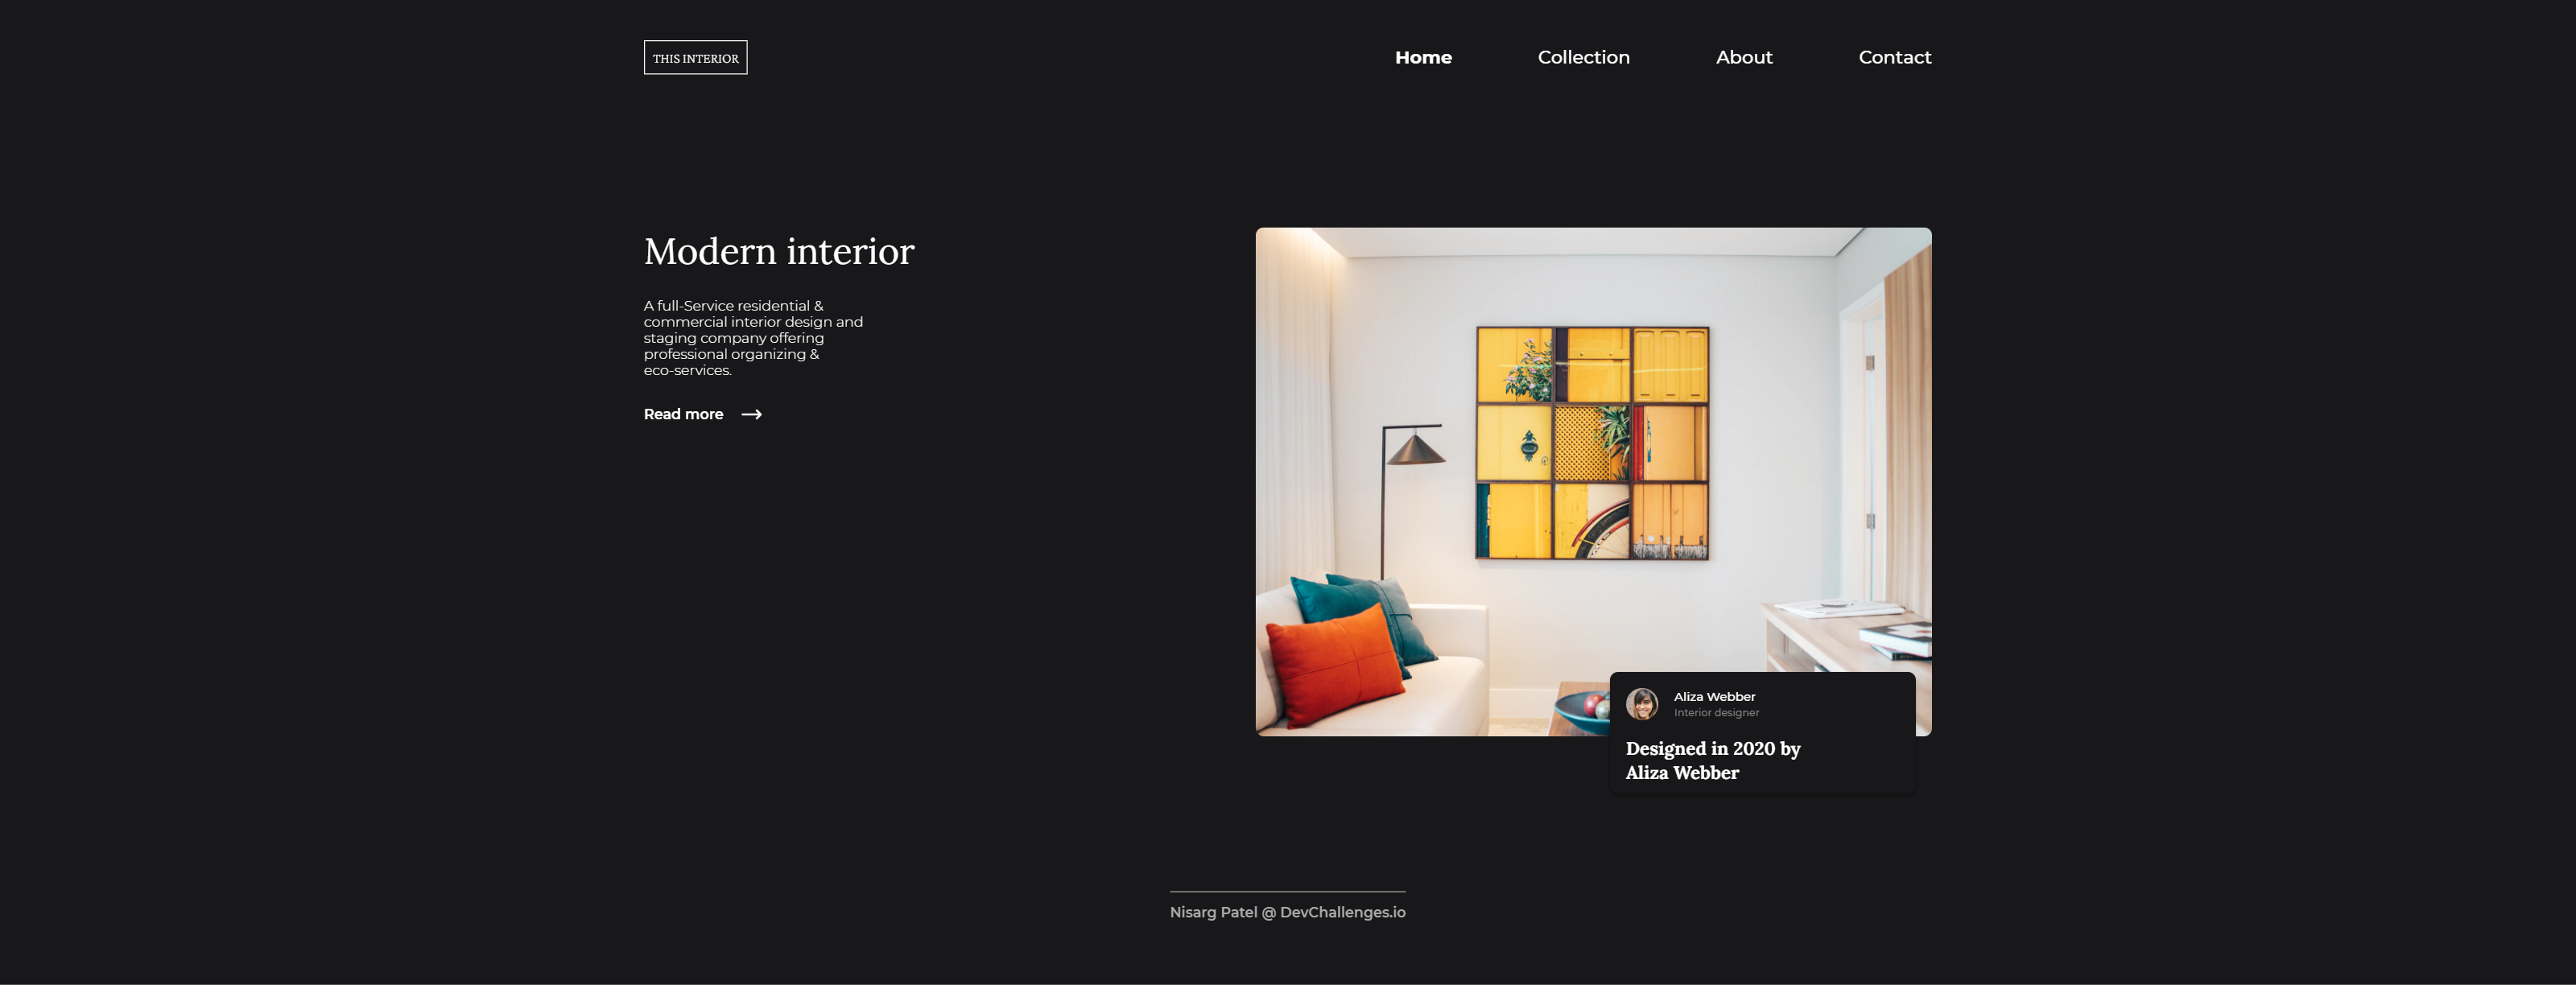 THIS INTERIOR
Home
Collection
About
Contact
Modern interior
A full-Service residential &
commercial interior design and
staging company offering
professional organizing &
eco-services.
Read more
Aliza Webber
Interior designer
Designed in 2020 by
Aliza Webber
Nisarg Patel @ DevChallenges.io